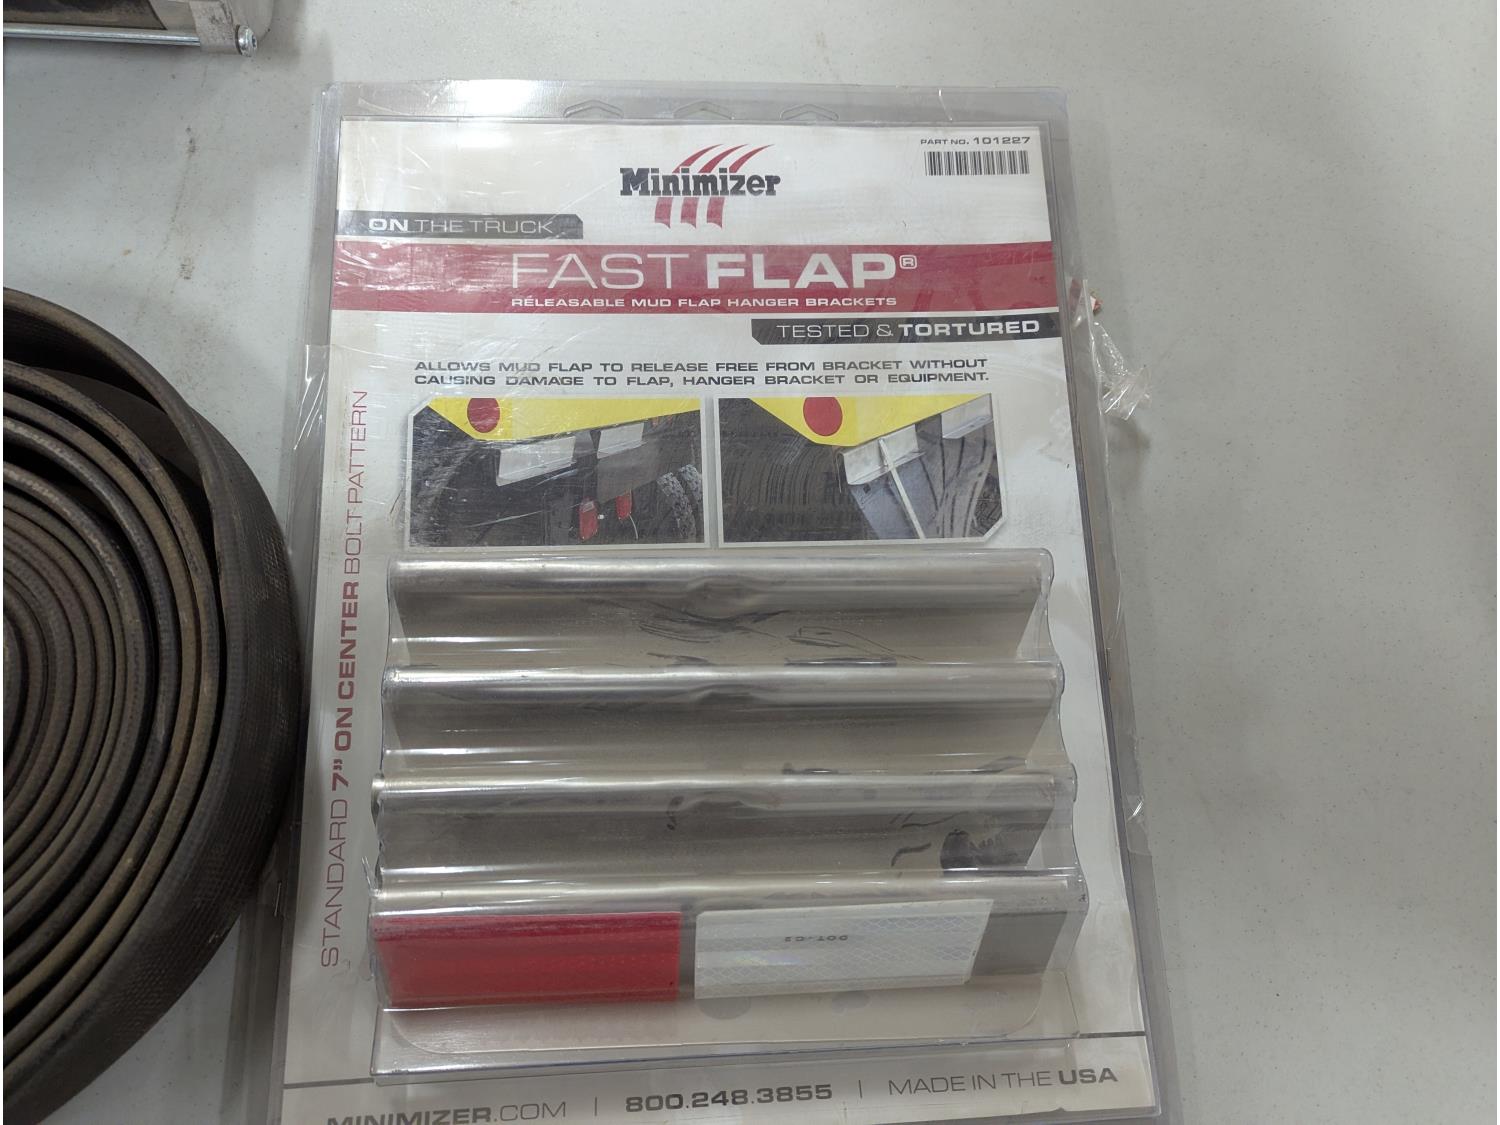 PART NO. 101227
Minimizer
ON THE TRUCK
FAST FLAP®
RELEASABLE MUD FLAP HANGER BRACKETS
TESTED & TORTURED
ALLOWS MUD FLAP TO RELEASE FREE FROM BRACKET WITHOUT
CAUSING DAMAGE TO FLAP, HANGER BRACKET OR EQUIPMENT.
STANDARD 7" ON CENTER BOLT PATTERN
DOT-C2
MINIMIZER.COM | 800.248.3855 | MADE IN THE USA